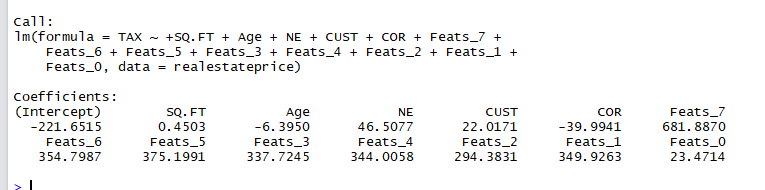 Call:
lm(formula = TAX ~ +SQ.FT + Age + NE + CUST + COR + Feats_7 +
    Feats_6 + Feats_5 + Feats_3 + Feats_4 + Feats_2 + Feats_1 +
    Feats_0, data = realestateprice)
Coefficients:
(Intercept)        SQ.FT          Age           NE         CUST          COR      Feats_7
  -221.6515       0.4503      -6.3950      46.5077      22.0171     -39.9941     681.8870
    Feats_6      Feats_5      Feats_3      Feats_4      Feats_2      Feats_1      Feats_0
   354.7987     375.1991     337.7245     344.0058     294.3831     349.9263      23.4714
>